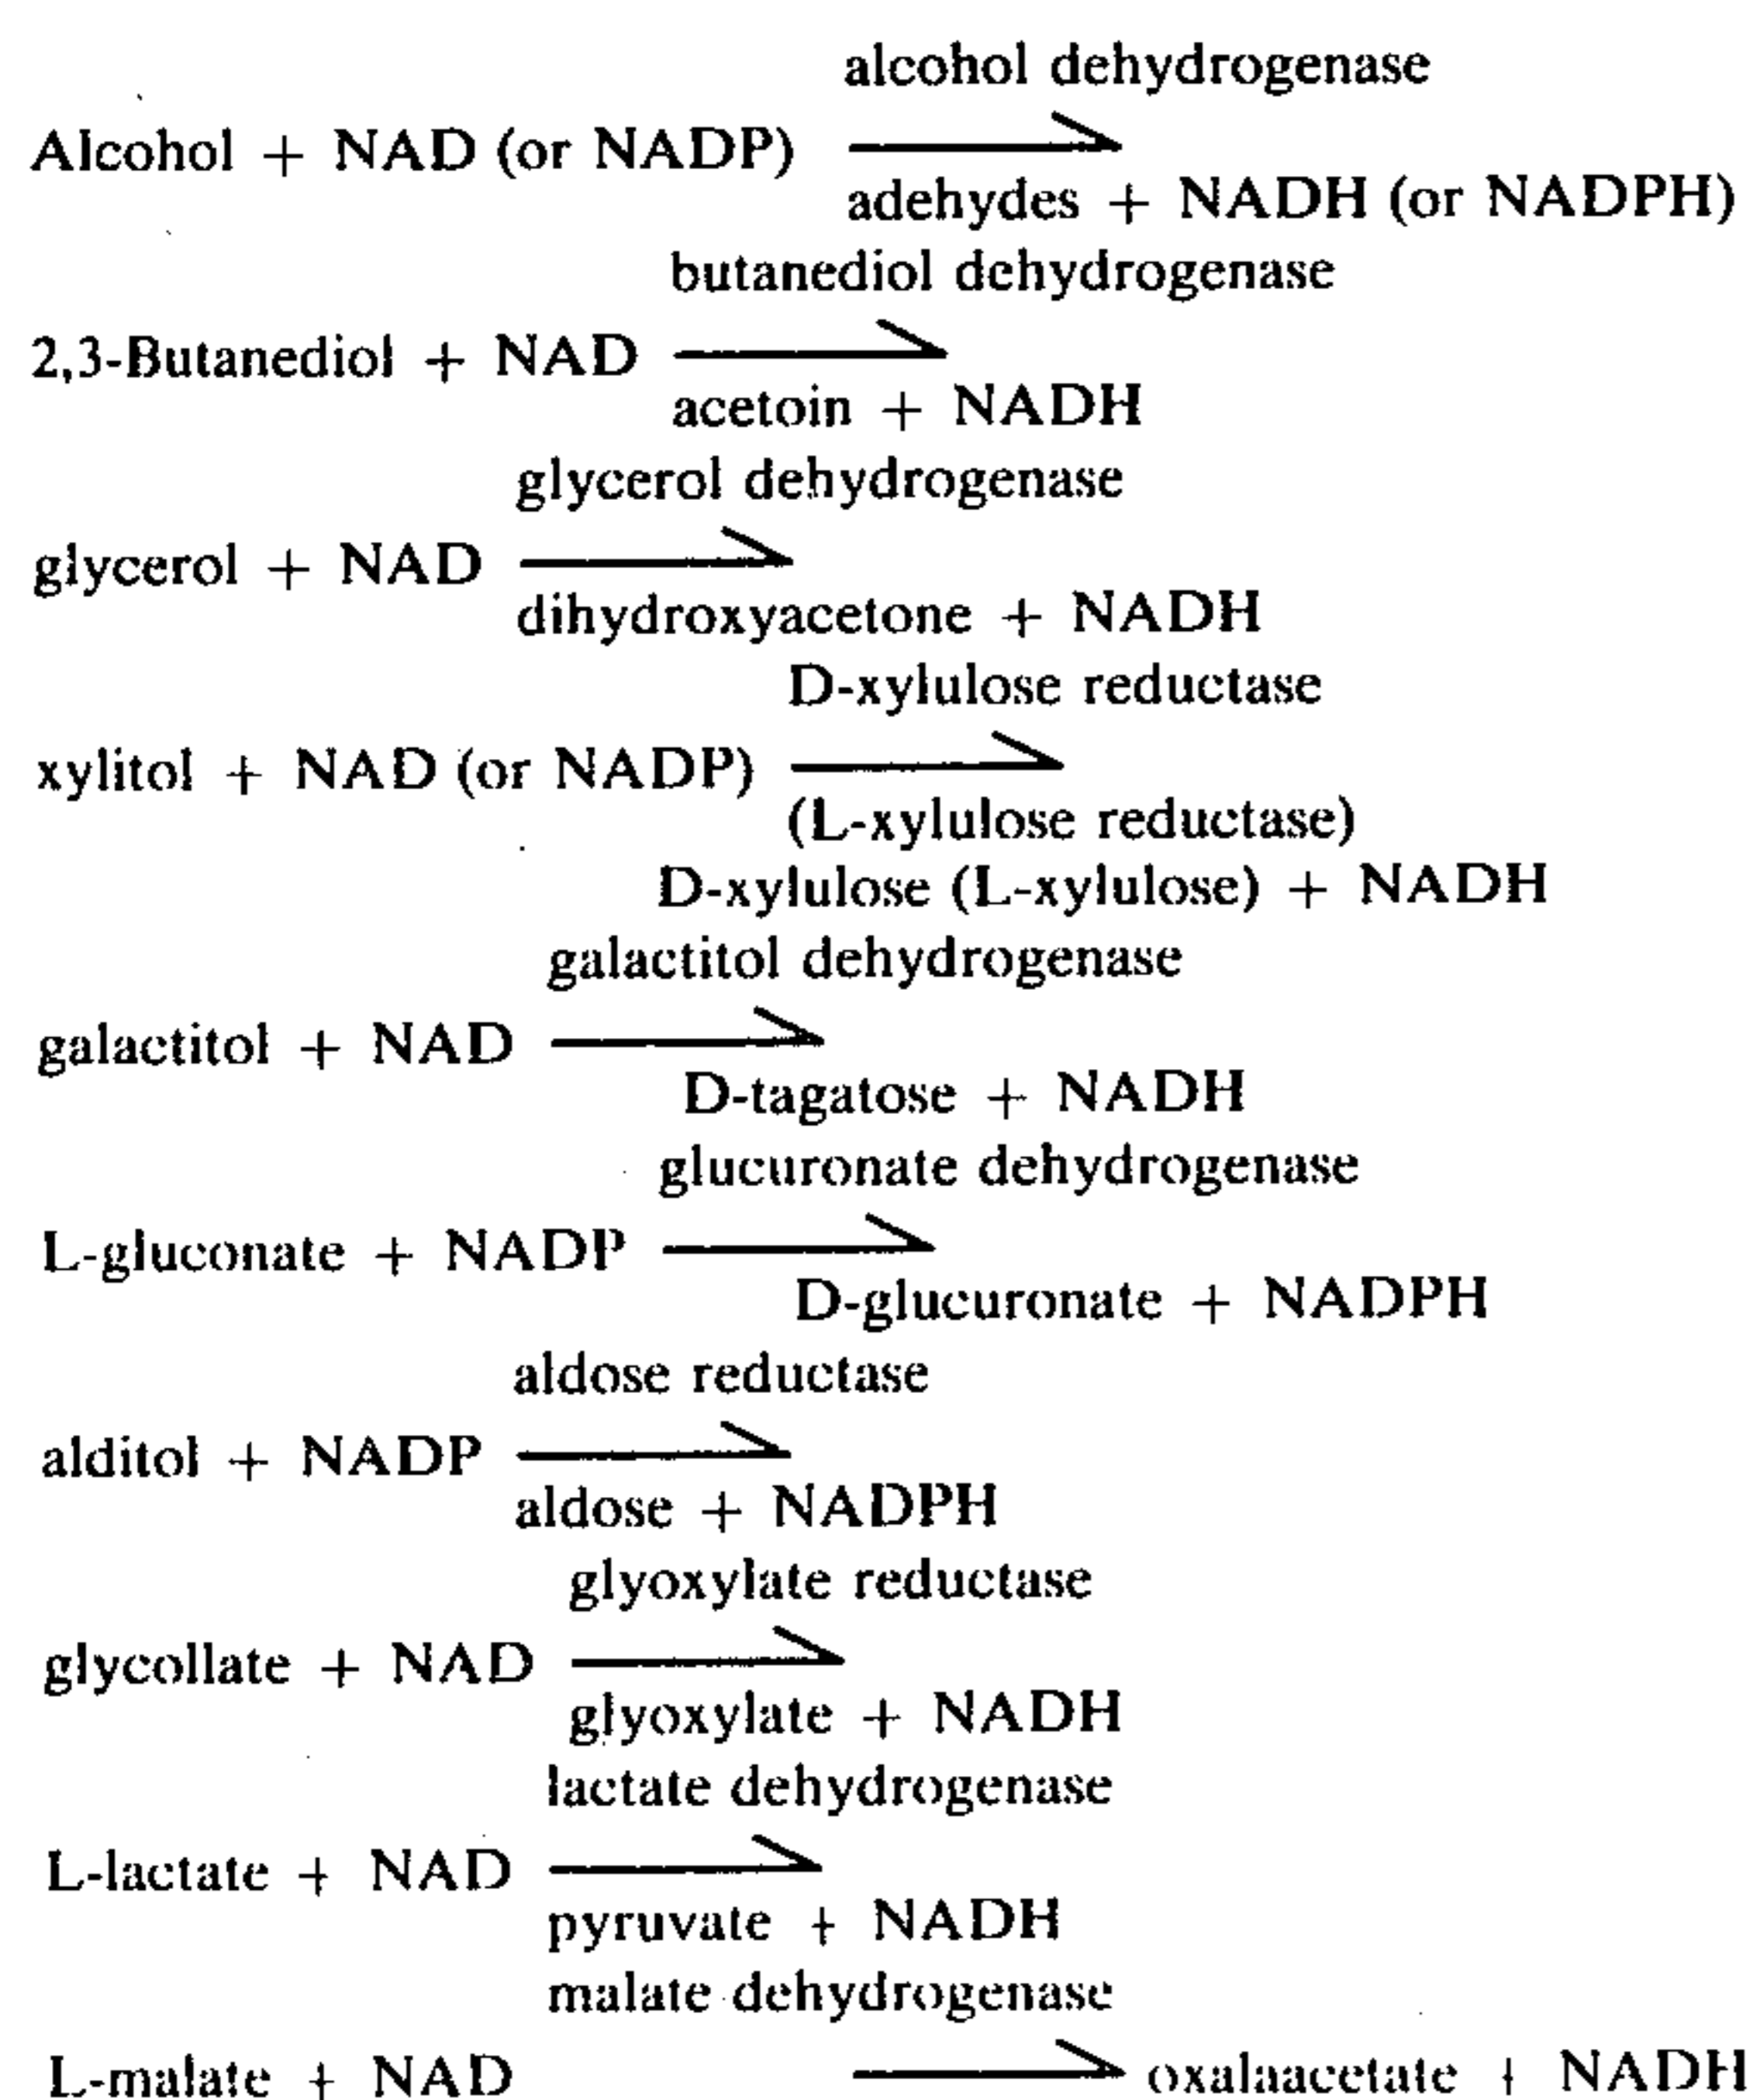 alcohol dehydrogenase
Alcohol + NAD (or NADP) ⇀
adehydes + NADH (or NADPH)
butanediol dehydrogenase
2,3-Butanediol + NAD ⇀
acetoin + NADH
glycerol dehydrogenase
glycerol + NAD ⇀
dihydroxyacetone + NADH
D-xylulose reductase
xylitol + NAD (or NADP) ⇀
(L-xylulose reductase)
D-xylulose (L-xylulose) + NADH
galactitol dehydrogenase
galactitol + NAD ⇀
D-tagatose + NADH
glucuronate dehydrogenase
L-gluconate + NADP ⇀
D-glucuronate + NADPH
aldose reductase
alditol + NADP ⇀
aldose + NADPH
glyoxylate reductase
glycollate + NAD ⇀
glyoxylate + NADH
lactate dehydrogenase
L-lactate + NAD ⇀
pyruvate + NADH
malate dehydrogenase
L-malate + NAD ⇀ oxalaacetate + NADH